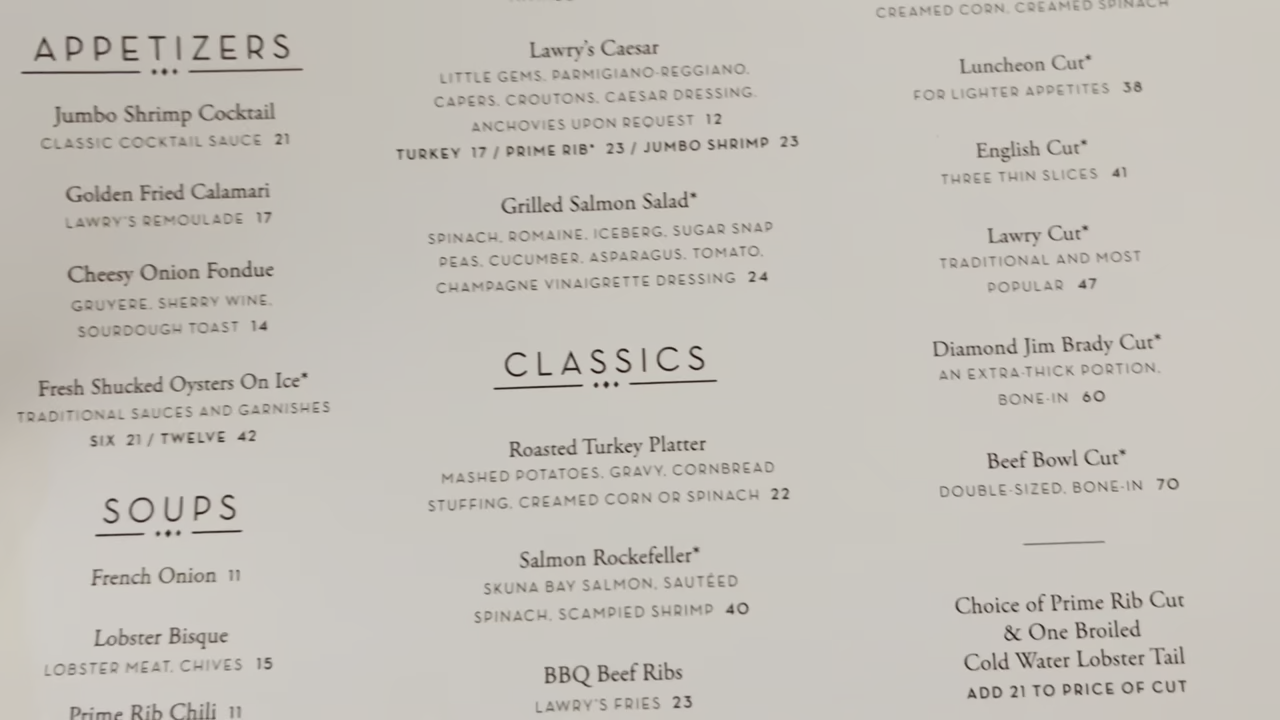 APPETIZERS
Jumbo Shrimp Cocktail
CLASSIC COCKTAIL SAUCE 21
Golden Fried Calamari
LAWRY'S REMOULADE 17
Cheesy Onion Fondue
GRUYERE, SHERRY WINE,
SOURDOUGH TOAST 14
Fresh Shucked Oysters On Ice*
TRADITIONAL SAUCES AND GARNISHES
SIX 21 / TWELVE 42
SOUPS
French Onion 11
Lobster Bisque
LOBSTER MEAT, CHIVES 15
Prime Rib Chili 11
Lawry's Caesar
LITTLE GEMS, PARMIGIANO-REGGIANO,
CAPERS, CROUTONS, CAESAR DRESSING,
ANCHOVIES UPON REQUEST 12
TURKEY 17 / PRIME RIB* 23 / JUMBO SHRIMP 23
Grilled Salmon Salad*
SPINACH, ROMAINE, ICEBERG, SUGAR SNAP
PEAS, CUCUMBER, ASPARAGUS, TOMATO,
CHAMPAGNE VINAIGRETTE DRESSING 24
CLASSICS
Roasted Turkey Platter
MASHED POTATOES, GRAVY, CORNBREAD
STUFFING, CREAMED CORN OR SPINACH 22
Salmon Rockefeller*
SKUNA BAY SALMON, SAUTÉED
SPINACH, SCAMPIED SHRIMP 40
BBQ Beef Ribs
LAWRY'S FRIES 23
CREAMED CORN, CREAMED SPINACH
Luncheon Cut*
FOR LIGHTER APPETITES 38
English Cut*
THREE THIN SLICES 41
Lawry Cut*
TRADITIONAL AND MOST
POPULAR 47
Diamond Jim Brady Cut*
AN EXTRA-THICK PORTION,
BONE-IN 60
Beef Bowl Cut*
DOUBLE-SIZED, BONE-IN 70
Choice of Prime Rib Cut
& One Broiled
Cold Water Lobster Tail
ADD 21 TO PRICE OF CUT